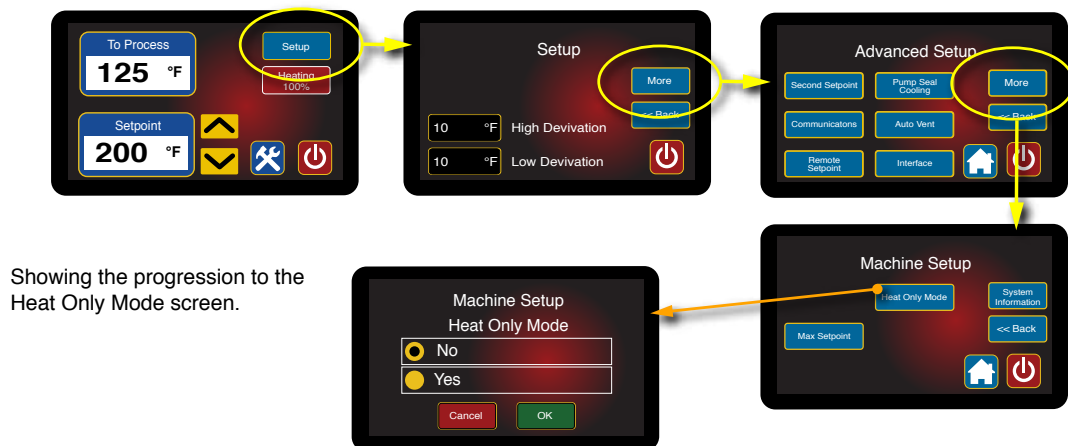 To Process
125 °F
Setup
Heating
100%
Setpoint
200 °F
Setup
More
<< Back
10 °F High Devivation
10 °F Low Devivation
Advanced Setup
Second Setpoint
Pump Seal
Cooling
More
<< Back
Communicatons
Auto Vent
Remote
Setpoint
Interface
Showing the progression to the
Heat Only Mode screen.
Machine Setup
Heat Only Mode
No
Yes
Cancel
OK
Machine Setup
Heat Only Mode
System
Information
<< Back
Max Setpoint